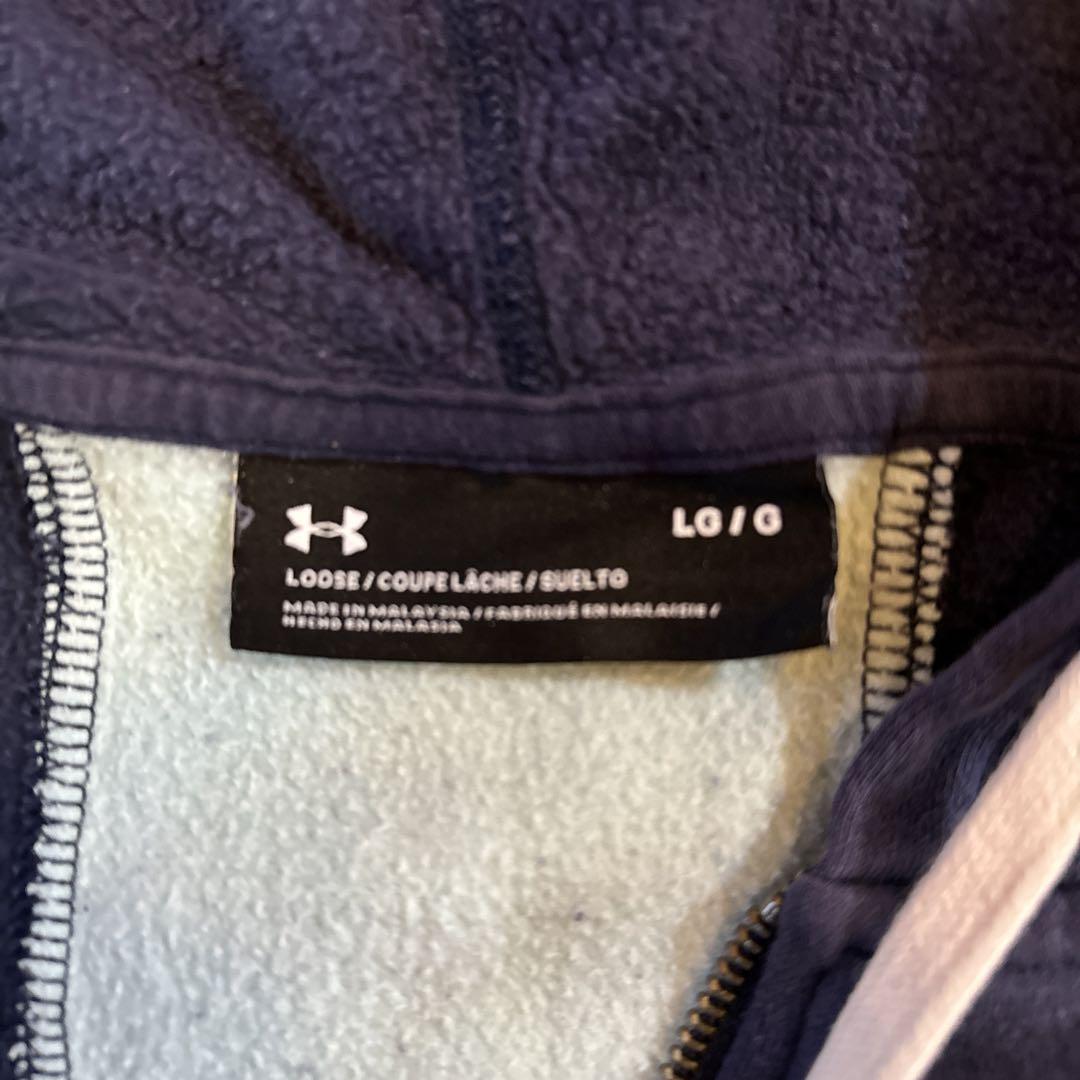 LG / G
LOOSE / COUPE LÂCHE / SUELTO
MADE IN MALAYSIA / FABRIQUÉ EN MALAISIE /
HECHO EN MALASIA